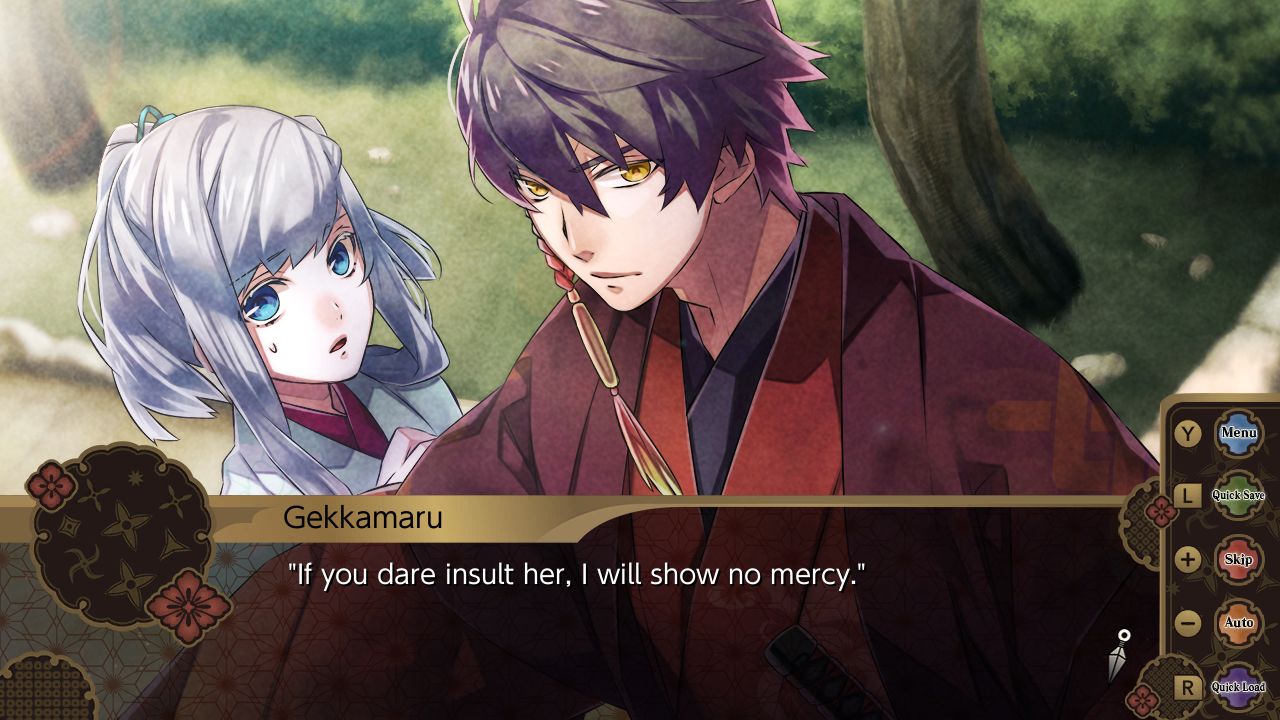 Gekkamaru
"If you dare insult her, I will show no mercy."
Y Menu
L Quick Save
+ Skip
− Auto
R Quick Load